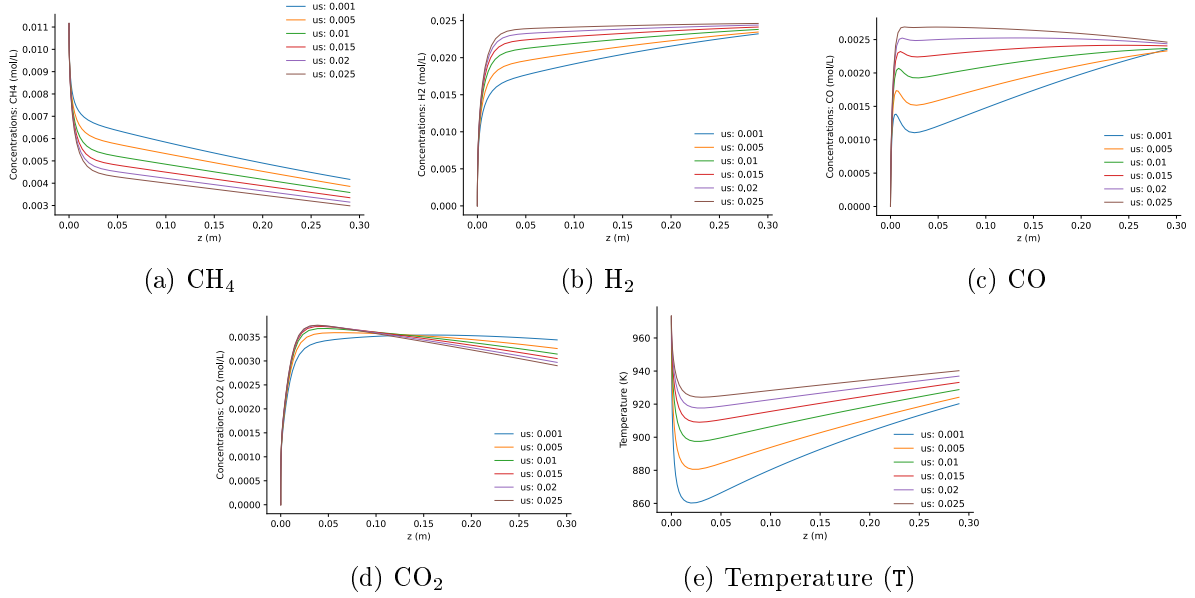 0.011
0.010
0.009
0.008
0.007
0.006
0.005
0.004
0.003
Concentrations: CH4 (mol/L)
0.00 0.05 0.10 0.15 0.20 0.25 0.30
z (m)
us: 0.001
us: 0.005
us: 0.01
us: 0.015
us: 0.02
us: 0.025
(a) CH₄
0.025
0.020
0.015
0.010
0.005
0.000
Concentrations: H2 (mol/L)
0.00 0.05 0.10 0.15 0.20 0.25 0.30
z (m)
us: 0.001
us: 0.005
us: 0.01
us: 0.015
us: 0.02
us: 0.025
(b) H₂
0.0025
0.0020
0.0015
0.0010
0.0005
0.0000
Concentrations: CO (mol/L)
0.00 0.05 0.10 0.15 0.20 0.25 0.30
z (m)
us: 0.001
us: 0.005
us: 0.01
us: 0.015
us: 0.02
us: 0.025
(c) CO
0.0035
0.0030
0.0025
0.0020
0.0015
0.0010
0.0005
0.0000
Concentrations: CO2 (mol/L)
0.00 0.05 0.10 0.15 0.20 0.25 0.30
z (m)
us: 0.001
us: 0.005
us: 0.01
us: 0.015
us: 0.02
us: 0.025
(d) CO₂
960
940
920
900
880
860
Temperature (K)
0.00 0.05 0.10 0.15 0.20 0.25 0.30
z (m)
us: 0.001
us: 0.005
us: 0.01
us: 0.015
us: 0.02
us: 0.025
(e) Temperature (T)